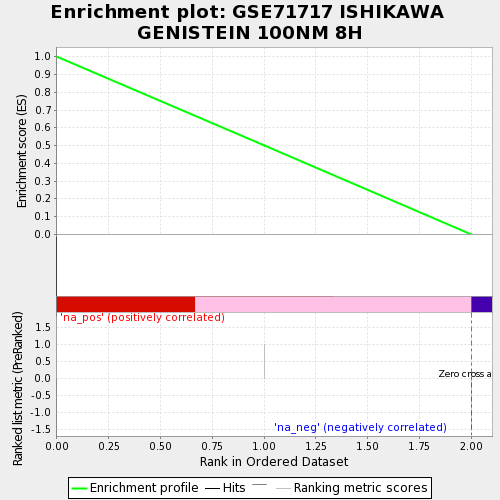 Enrichment plot: GSE71717 ISHIKAWA
GENISTEIN 100NM 8H
Enrichment score (ES)
1.0
0.9
0.8
0.7
0.6
0.5
0.4
0.3
0.2
0.1
0.0
'na_pos' (positively correlated)
Ranked list metric (PreRanked)
1.5
1.0
0.5
0.0
-0.5
-1.0
-1.5
Zero cross a
'na_neg' (negatively correlated)
0.00 0.25 0.50 0.75 1.00 1.25 1.50 1.75 2.00
Rank in Ordered Dataset
Enrichment profile Hits Ranking metric scores